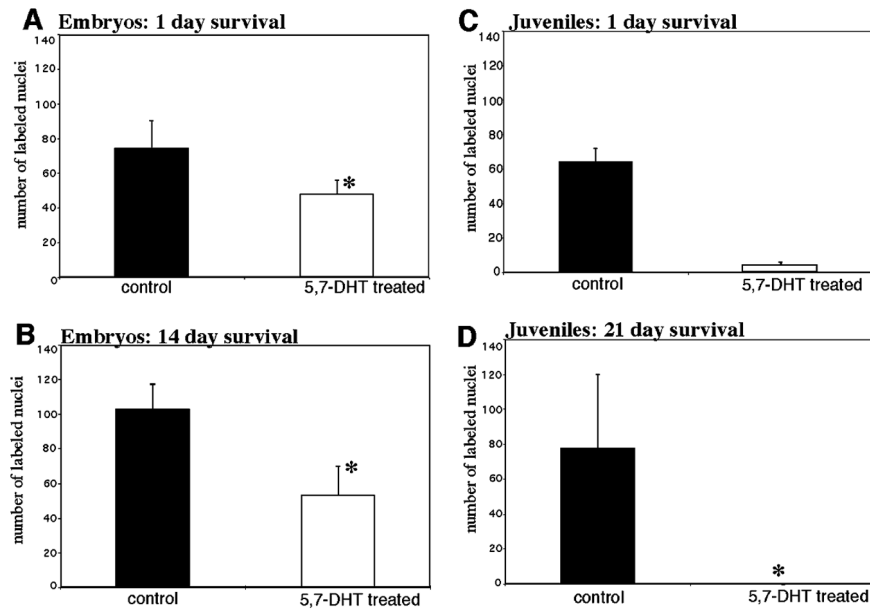 A Embryos: 1 day survival
number of labeled nuclei
140
120
100
80
60
40
20
0
*
control 5,7-DHT treated
B Embryos: 14 day survival
number of labeled nuclei
140
120
100
80
60
40
20
0
*
control 5,7-DHT treated
C Juveniles: 1 day survival
number of labeled nuclei
140
120
100
80
60
40
20
0
control 5,7-DHT treated
D Juveniles: 21 day survival
number of labeled nuclei
140
120
100
80
60
40
20
0
*
control 5,7-DHT treated